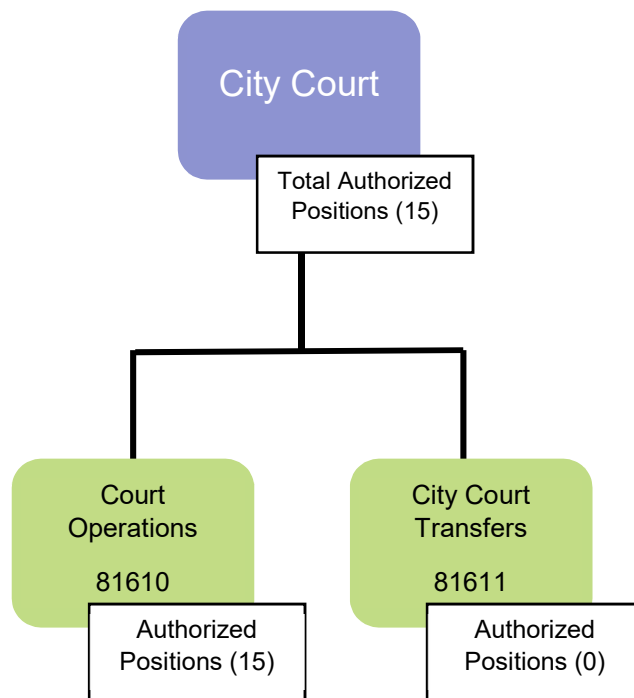 City Court
Total Authorized
Positions (15)
Court
Operations
81610
Authorized
Positions (15)
City Court
Transfers
81611
Authorized
Positions (0)